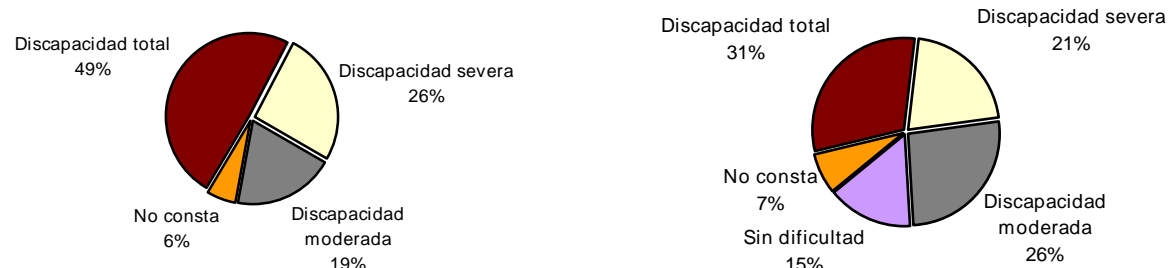 Discapacidad total
49%
Discapacidad severa
26%
No consta
6%
Discapacidad
moderada
19%
Discapacidad total
31%
Discapacidad severa
21%
No consta
7%
Sin dificultad
15%
Discapacidad
moderada
26%